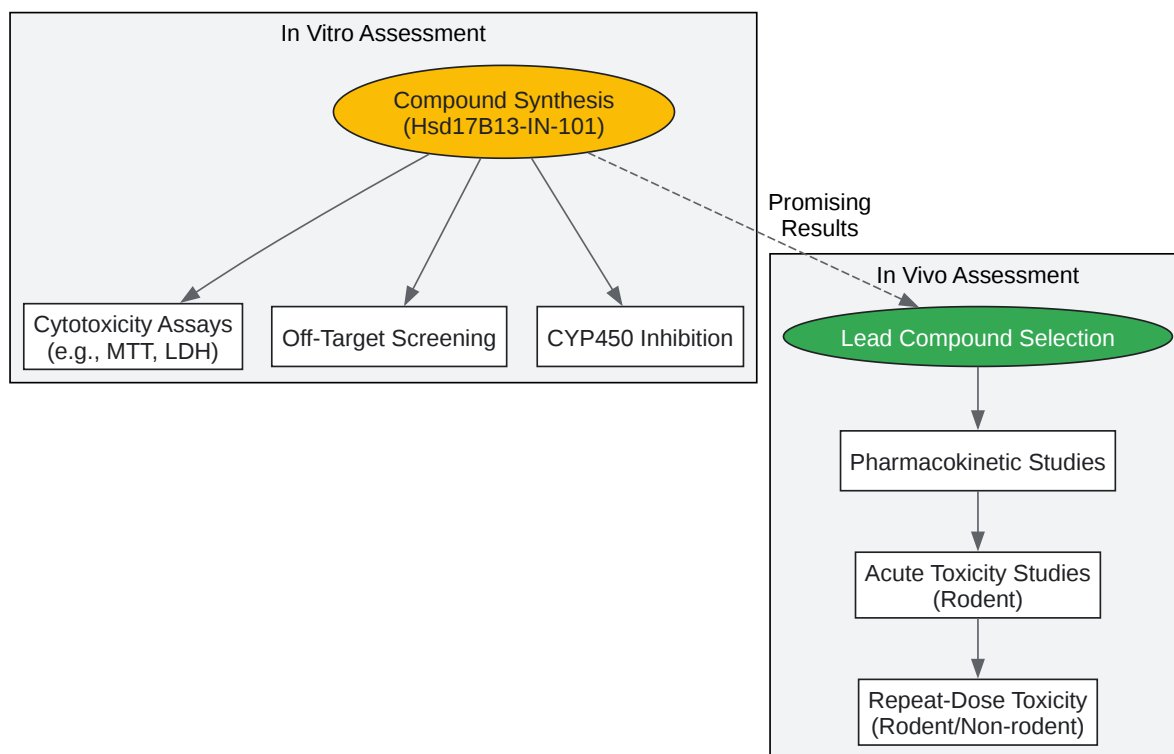 In Vitro Assessment
Compound Synthesis
(Hsd17B13-IN-101)
Promising
Results
Cytotoxicity Assays
(e.g., MTT, LDH)
Off-Target Screening
CYP450 Inhibition
In Vivo Assessment
Lead Compound Selection
Pharmacokinetic Studies
Acute Toxicity Studies
(Rodent)
Repeat-Dose Toxicity
(Rodent/Non-rodent)